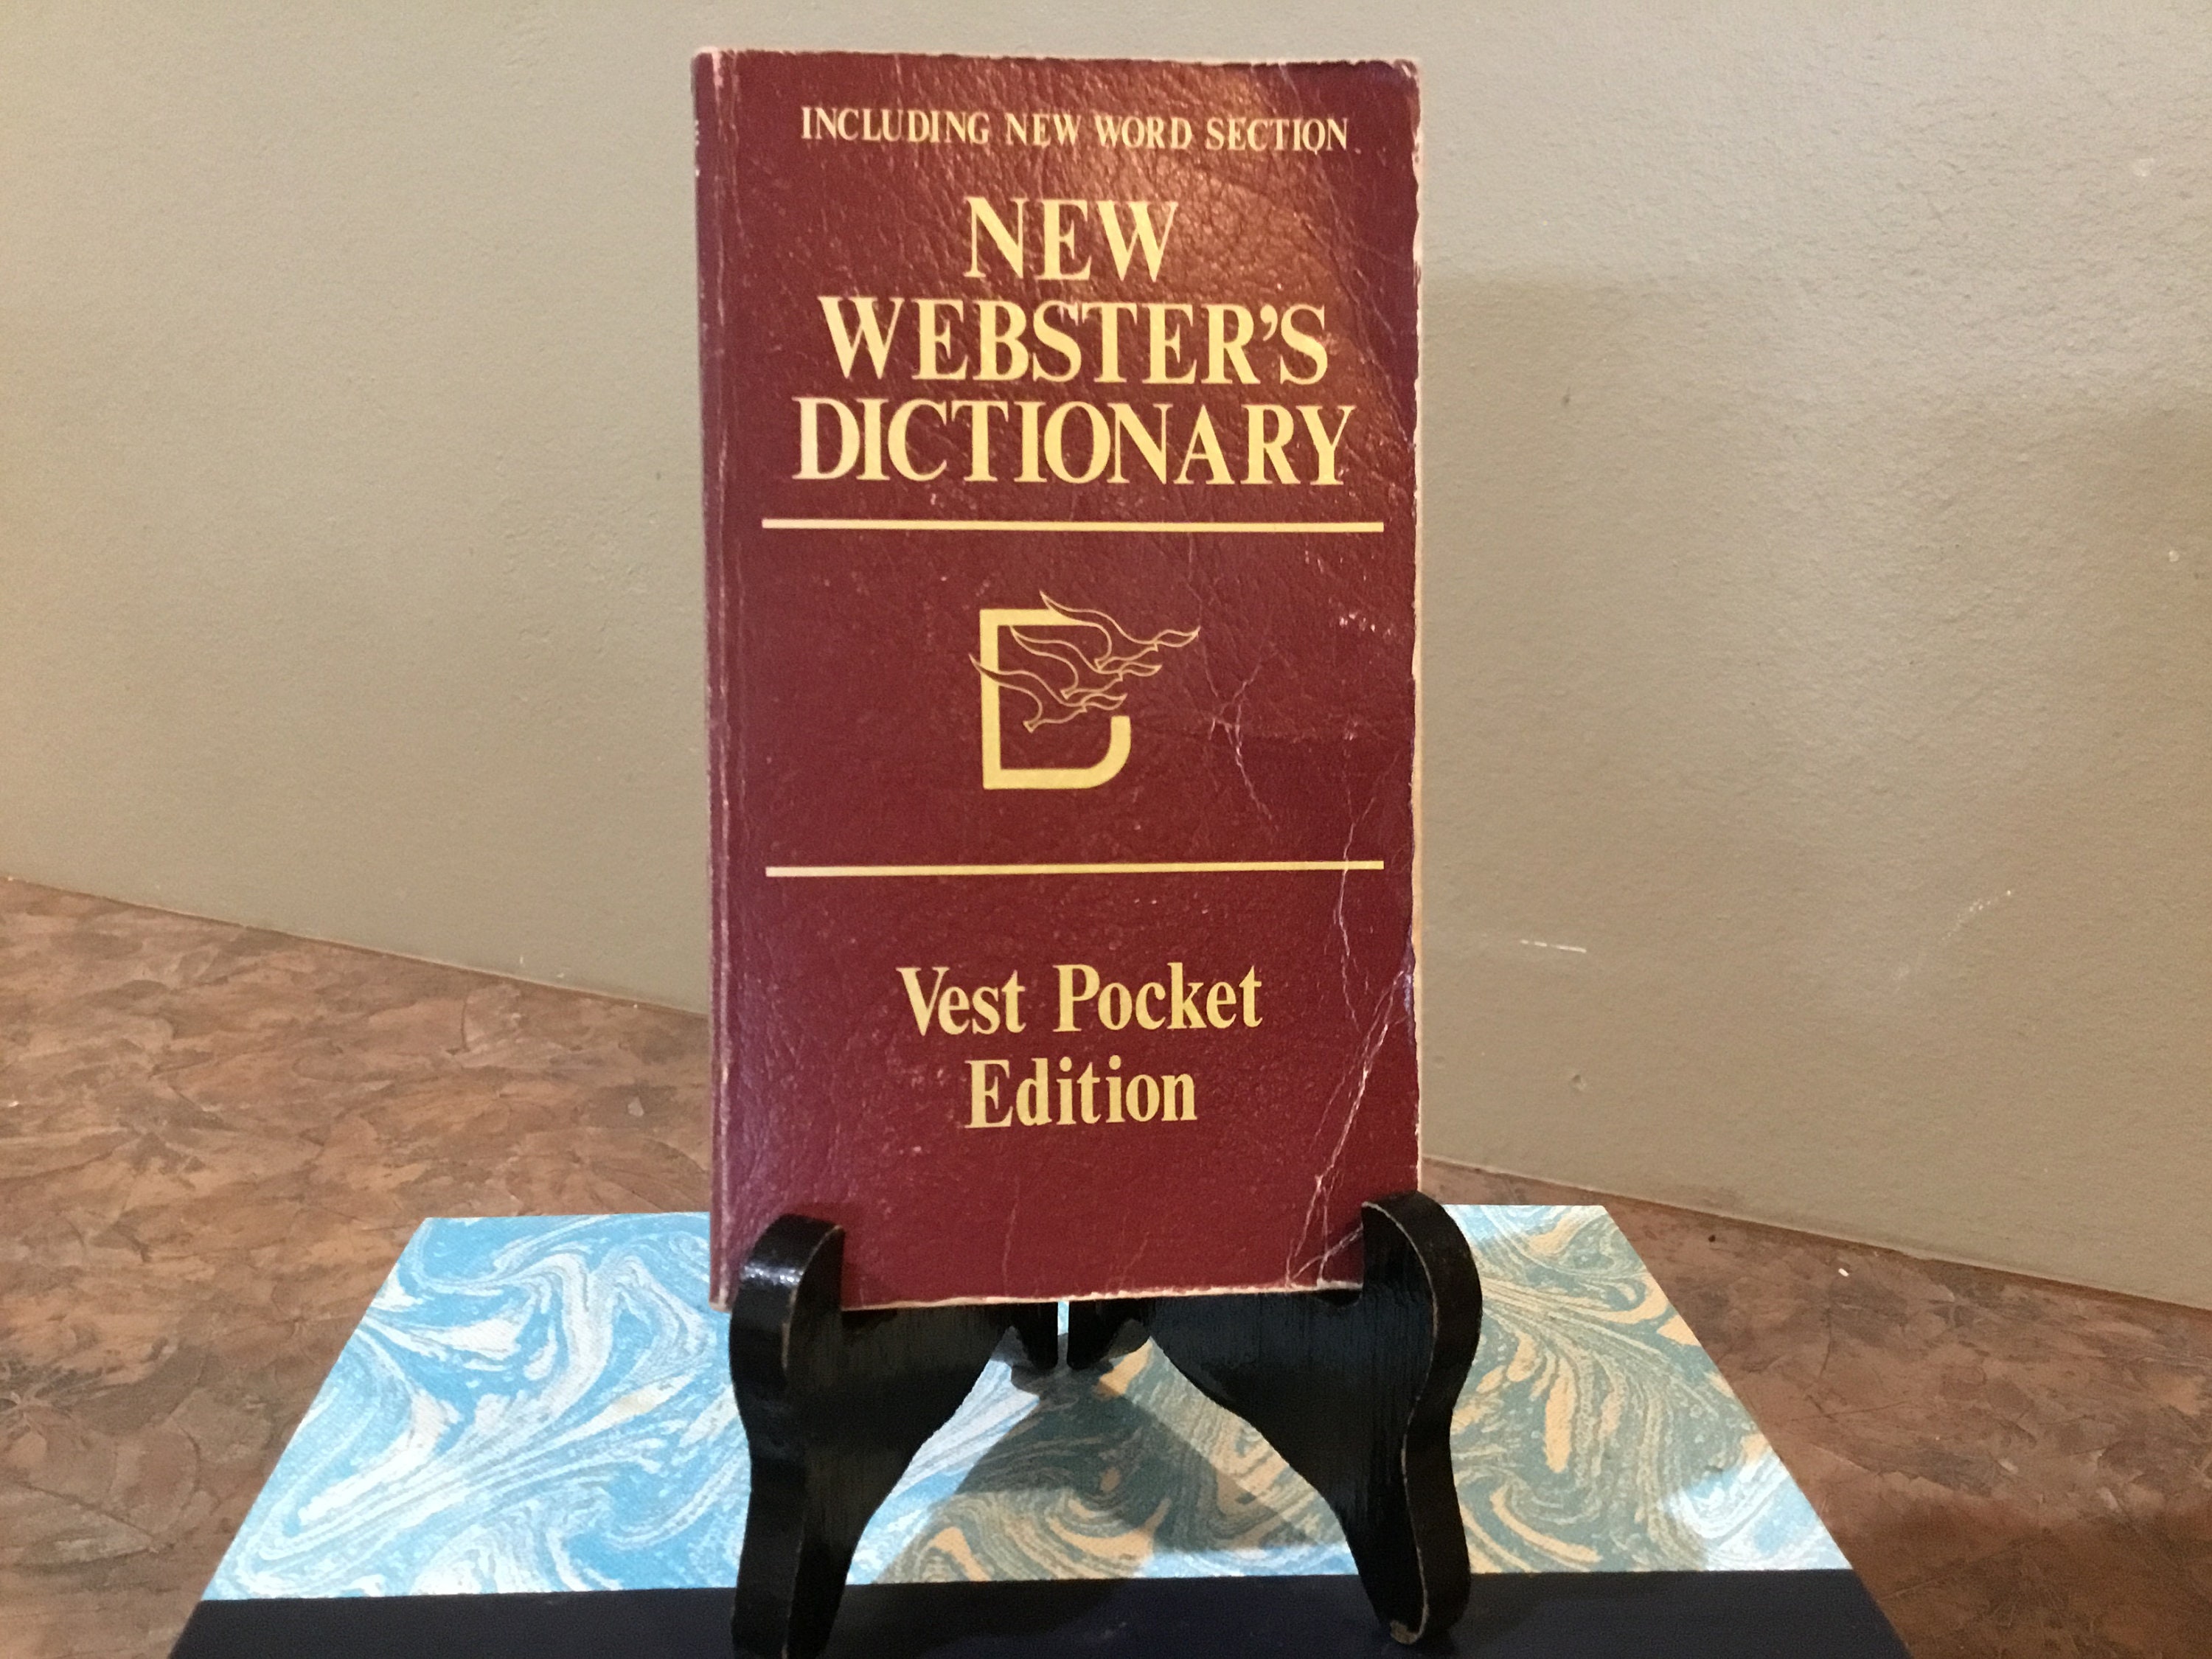 INCLUDING NEW WORD SECTION
NEW
WEBSTER'S
DICTIONARY
D
Vest Pocket
Edition